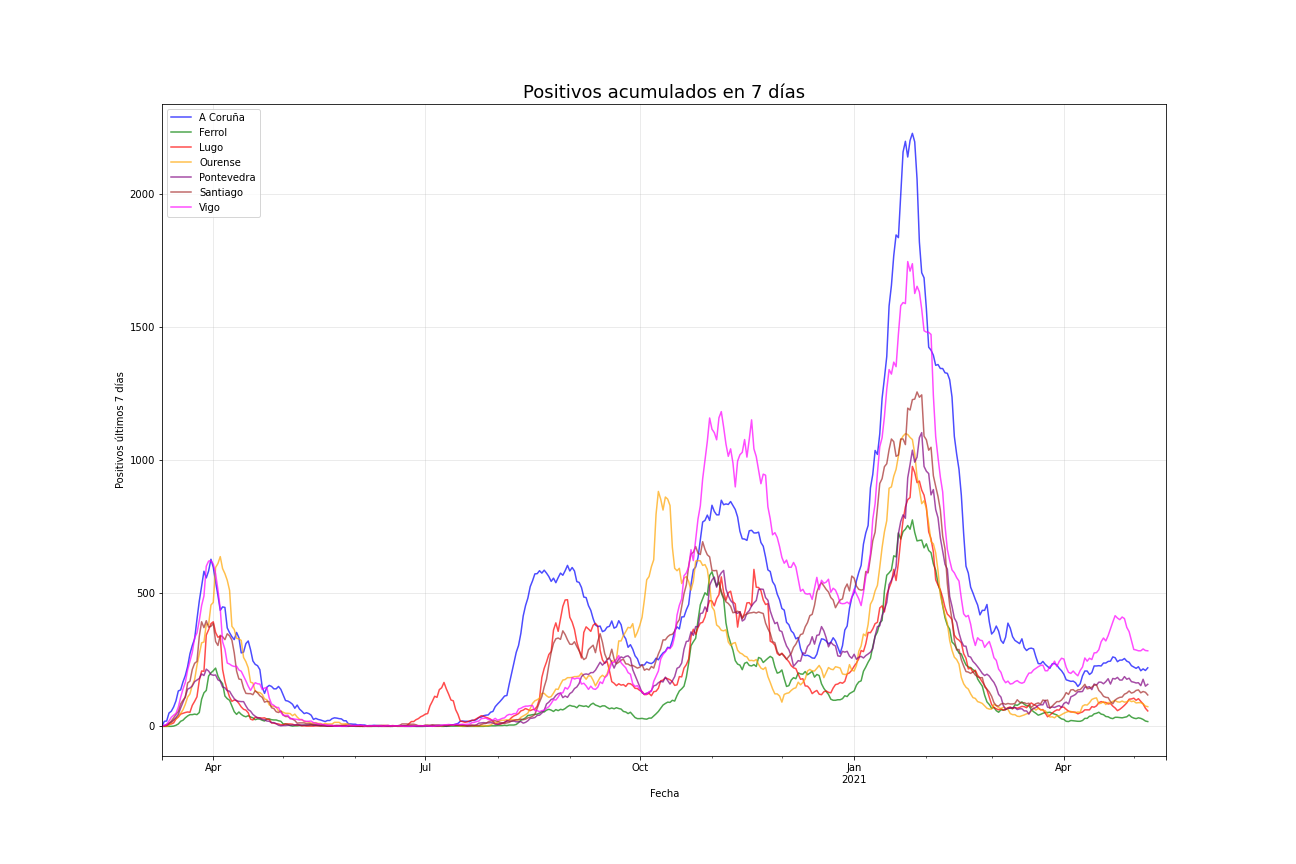 Positivos acumulados en 7 días
A Coruña
Ferrol
Lugo
Ourense
Pontevedra
Santiago
Vigo
Positivos últimos 7 días
2000
1500
1000
500
0
Apr
Jul
Oct
Jan
2021
Apr
Fecha